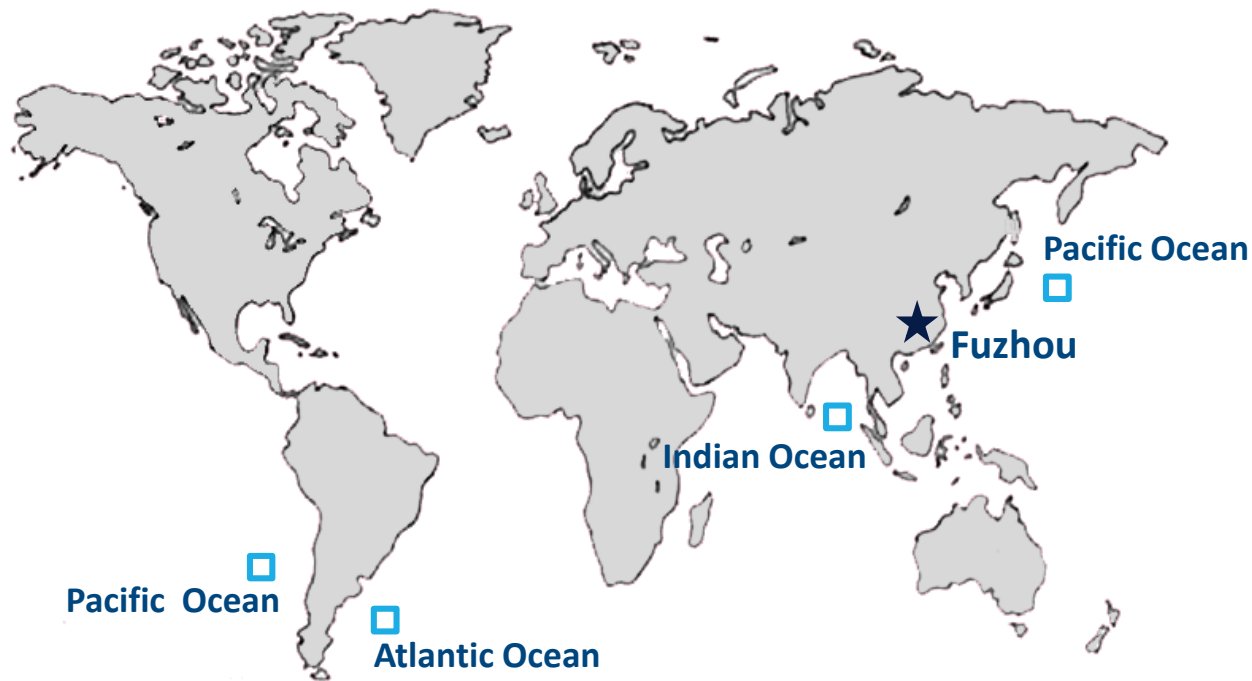 Pacific Ocean
Fuzhou
Indian Ocean
Pacific  Ocean
Atlantic Ocean